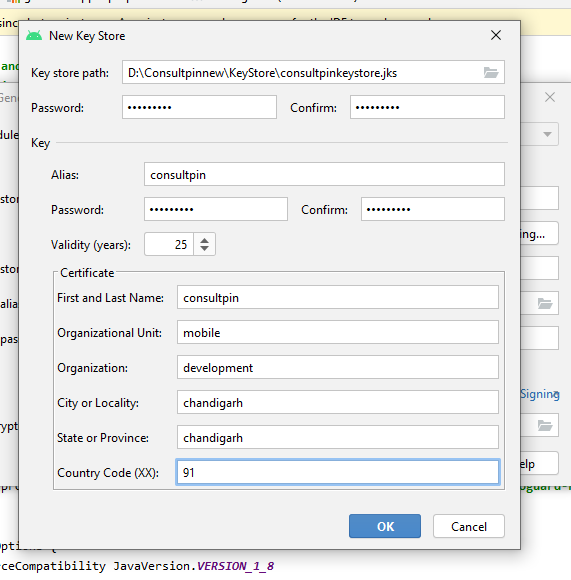 New Key Store
Key store path: D:\Consultpinnew\KeyStore\consultpinkeystore.jks
Password: ••••••••• Confirm: •••••••••
Key
Alias: consultpin
Password: ••••••••• Confirm: •••••••••
Validity (years): 25
Certificate
First and Last Name: consultpin
Organizational Unit: mobile
Organization: development
City or Locality: chandigarh
State or Province: chandigarh
Country Code (XX): 91
OK Cancel
Signing
rceCompatibility JavaVersion.VERSION_1_8